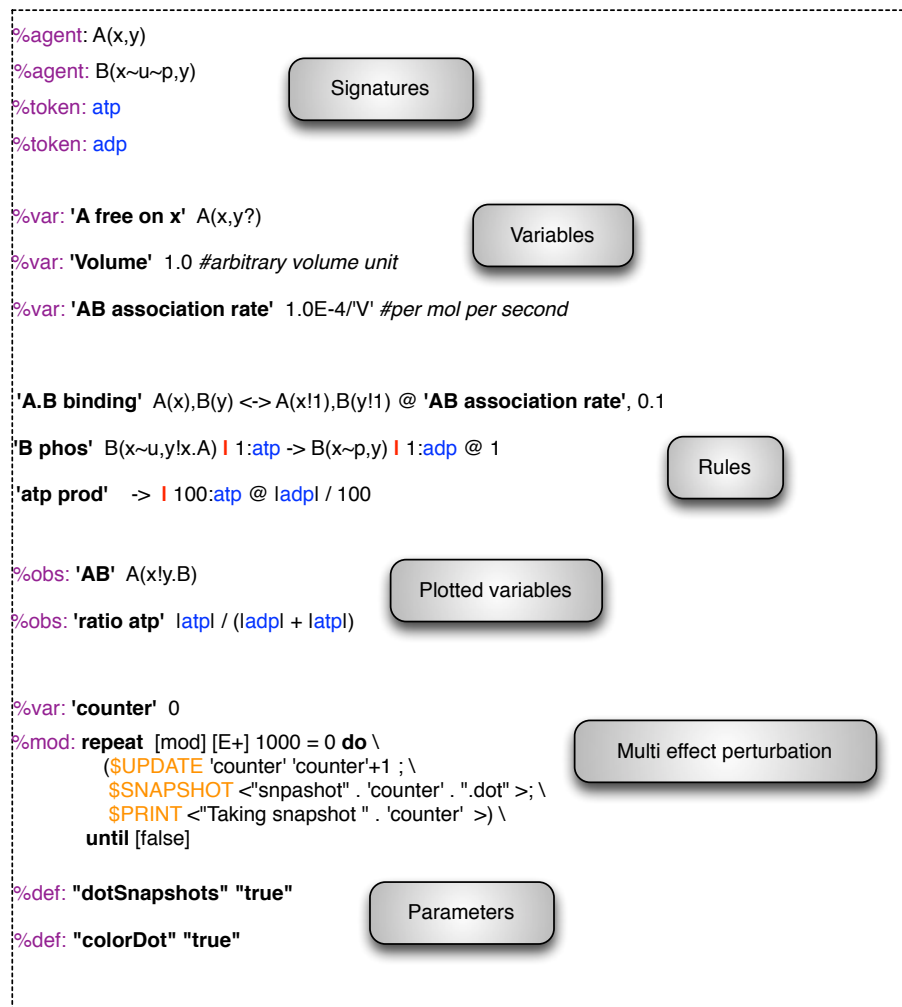 %agent: A(x,y)
%agent: B(x~u~p,y)
Signatures
%token: atp
%token: adp
%var: 'A free on x' A(x,y?)
Variables
%var: 'Volume' 1.0 #arbitrary volume unit
%var: 'AB association rate' 1.0E-4/'V' #per mol per second
'A.B binding' A(x),B(y) <-> A(x!1),B(y!1) @ 'AB association rate', 0.1
'B phos' B(x~u,y!x.A) | 1:atp -> B(x~p,y) | 1:adp @ 1
Rules
'atp prod' -> | 100:atp @ |adp| / 100
%obs: 'AB' A(x!y.B)
Plotted variables
%obs: 'ratio atp' |atp| / (|adp| + |atp|)
%var: 'counter' 0
%mod: repeat [mod] [E+] 1000 = 0 do \
Multi effect perturbation
($UPDATE 'counter' 'counter'+1 ; \
$SNAPSHOT <"snpashot" . 'counter' . ".dot" >; \
$PRINT <"Taking snapshot " . 'counter' >) \
until [false]
%def: "dotSnapshots" "true"
Parameters
%def: "colorDot" "true"